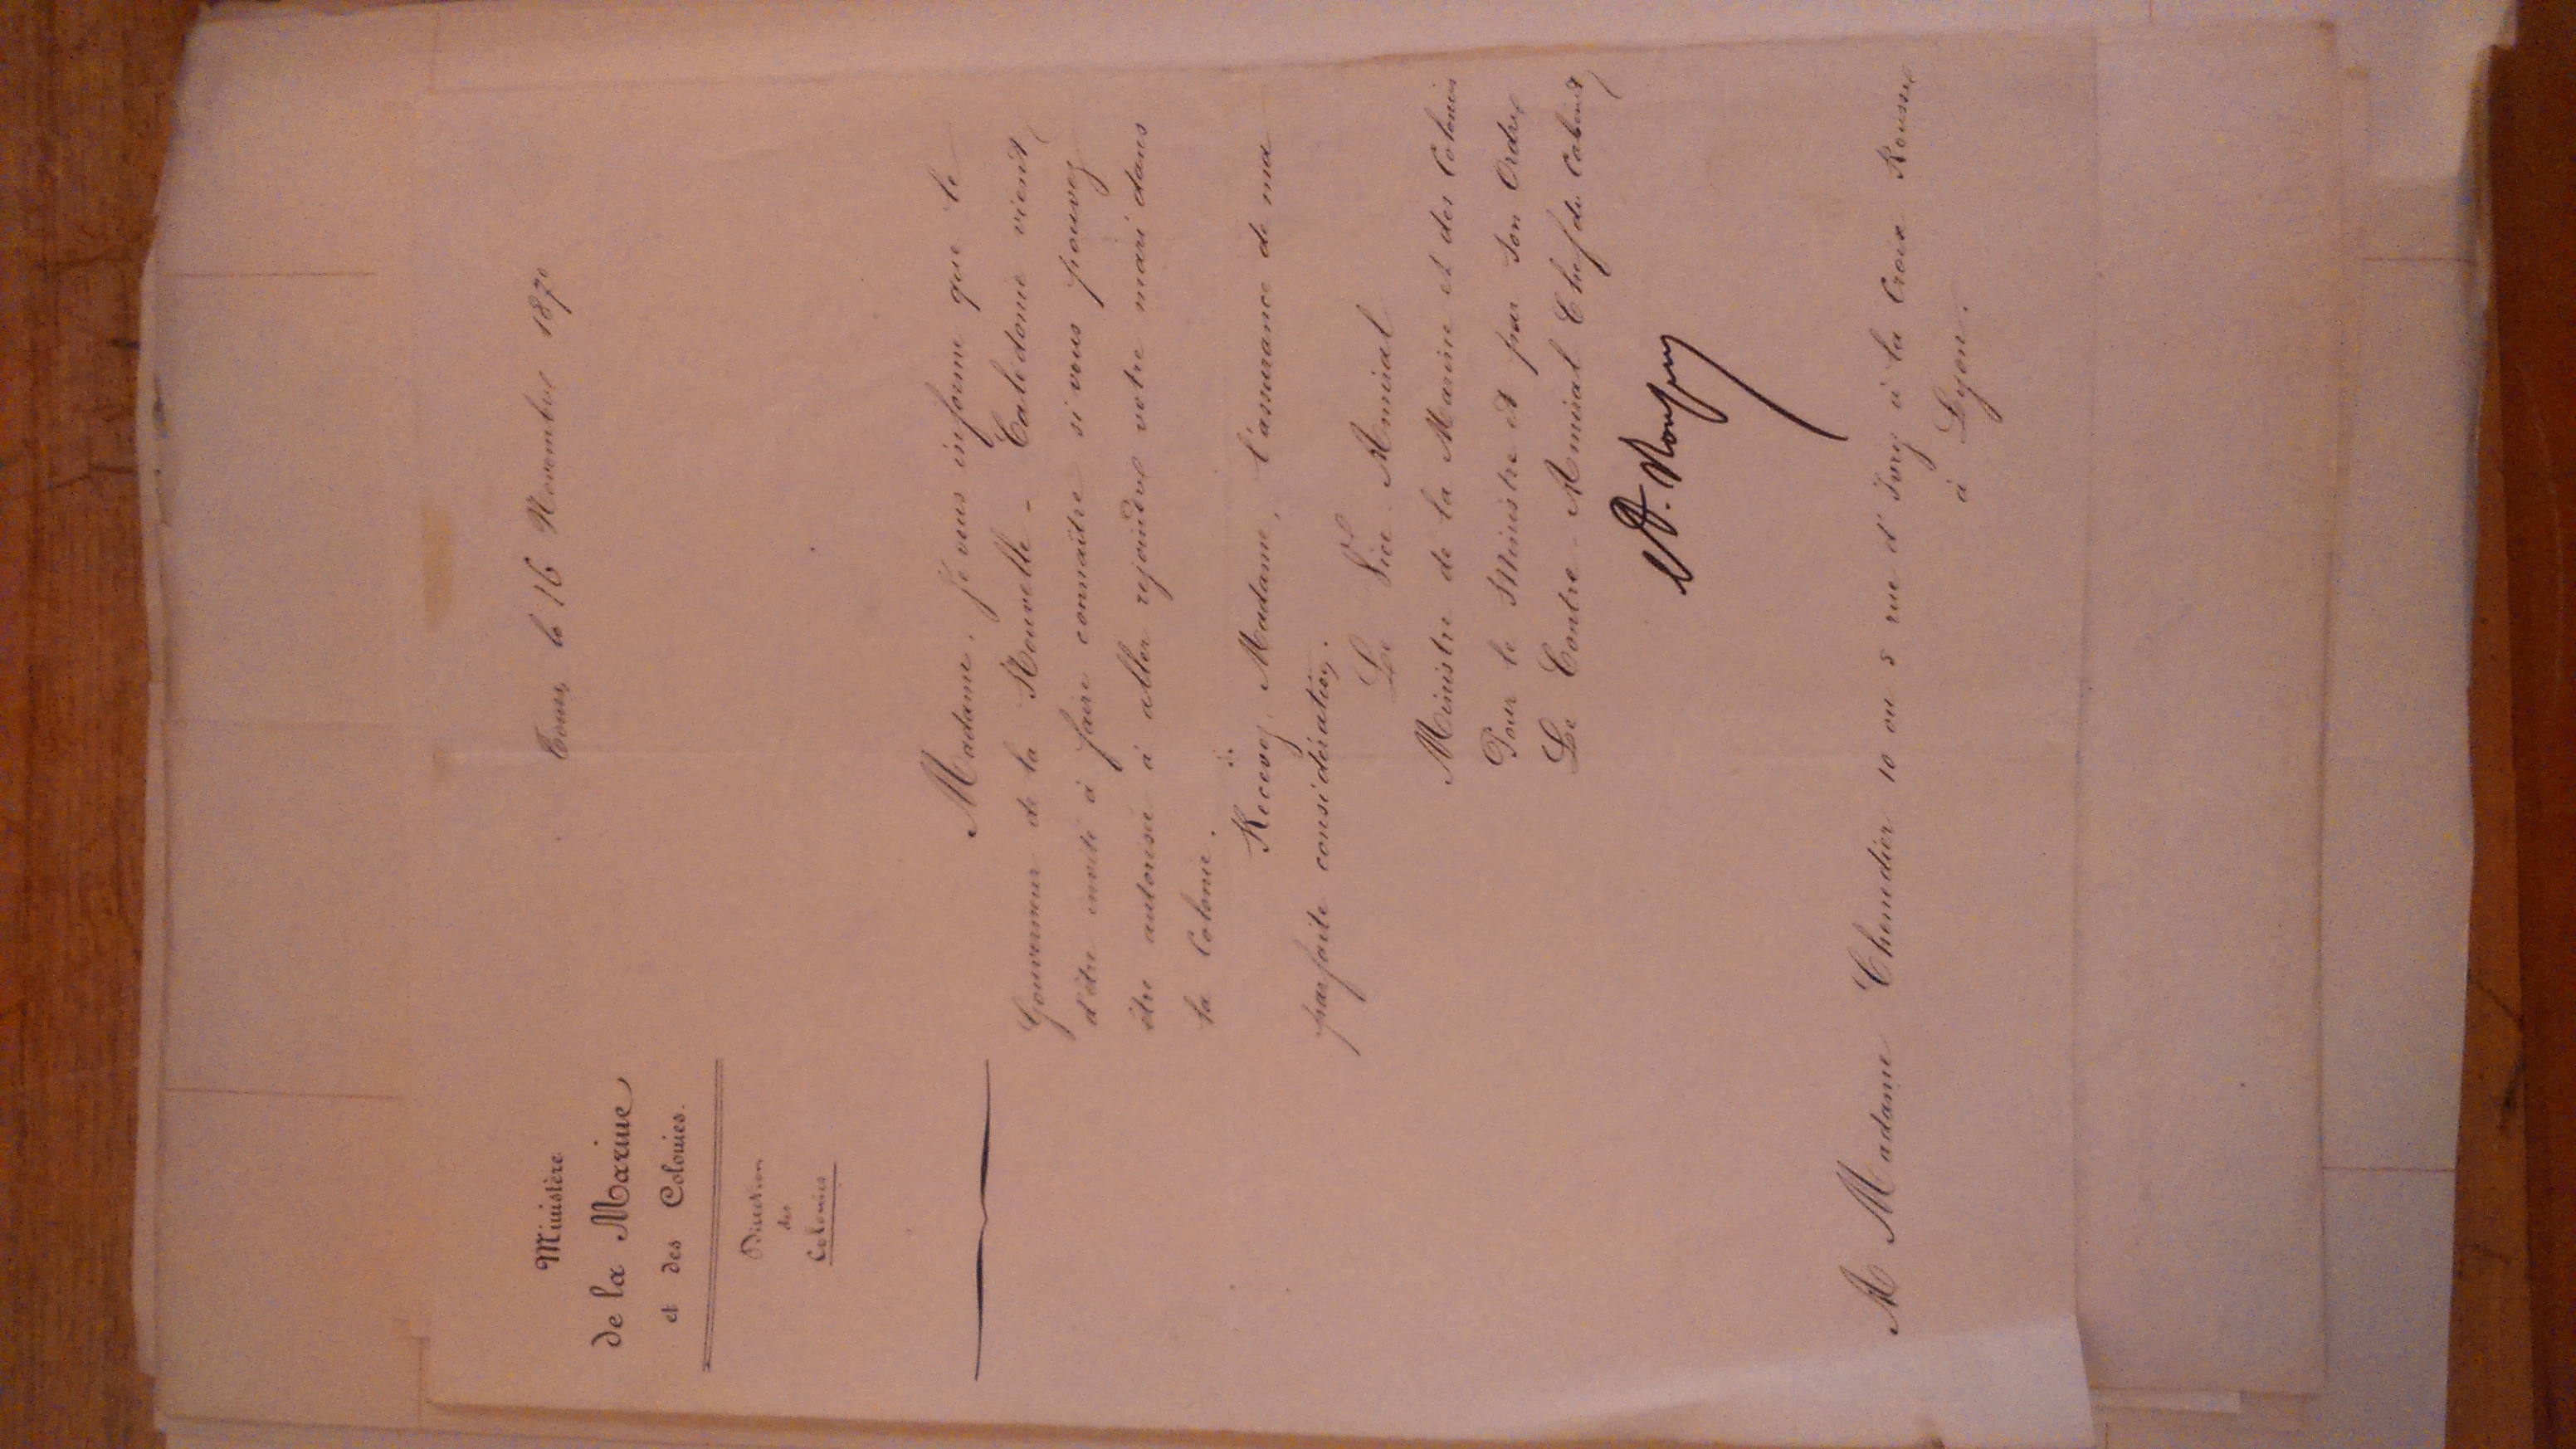 Ministère
de la Marine
et des Colonies.
Direction
des
Colonies
Tours, le 16 Novembre 1870
Madame, je vous informe que le
Gouverneur de la Nouvelle-Calédonie vient
d'être invité à faire connaître si vous pouvez
être autorisée à aller rejoindre votre mari dans
la Colonie.
Recevez, Madame, l'assurance de ma
parfaite considération.
Le Vice Amiral
Ministre de la Marine et des Colonies
Pour le Ministre et par son Ordre
Le Contre-Amiral Chef du Cabinet
A Madame Chemdier 10 ou 5 rue d'Ivry à la Croix Rousse
à Lyon.